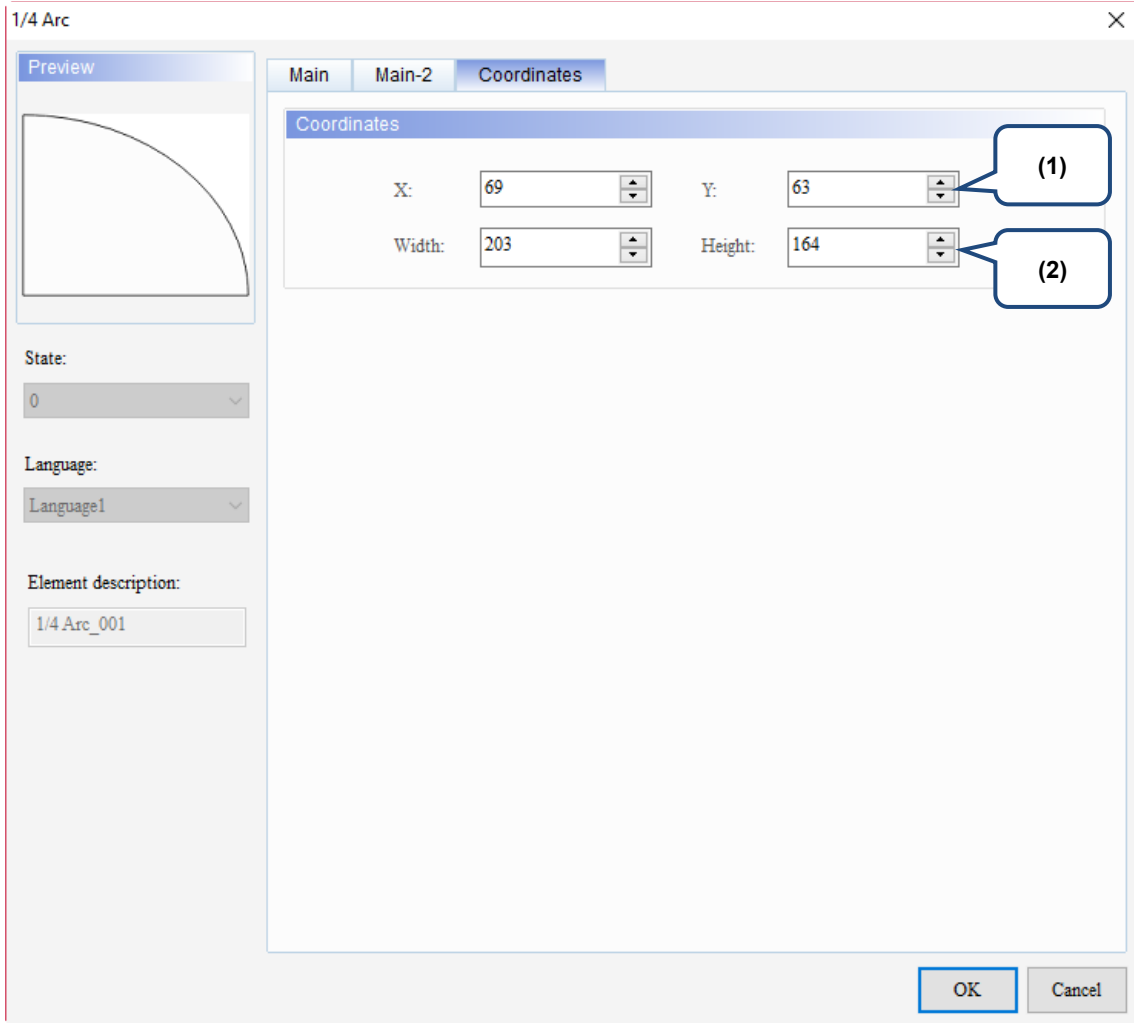 1/4 Arc
Preview
Main Main-2 Coordinates
Coordinates
X: 69 Y: 63 (1)
Width: 203 Height: 164 (2)
State:
0
Language:
Language1
Element description:
1/4 Arc_001
OK Cancel